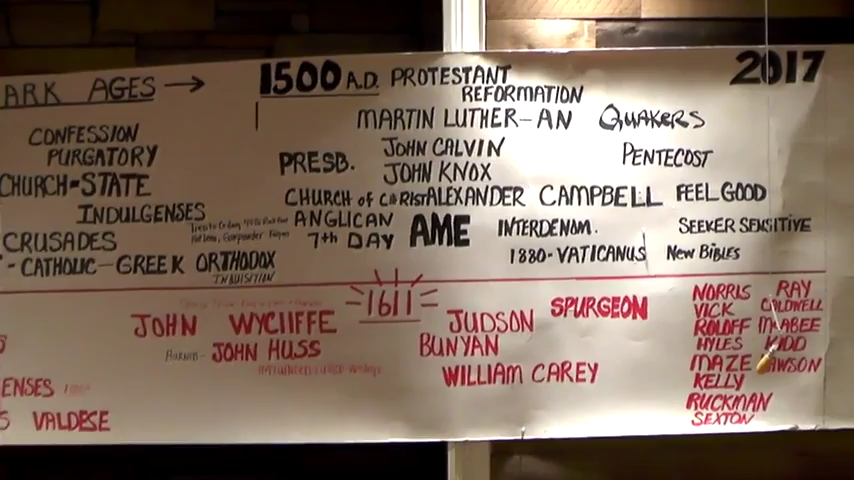 ARK AGES →
1500 A.D. PROTESTANT
REFORMATION
2017
CONFESSION
PURGATORY
CHURCH=STATE
INDULGENSES
CRUSADES
- CATHOLIC - GREEK ORTHODOX
INQUISITION
MARTIN LUTHER-AN
QUAKERS
PRESB.
JOHN CALVIN
JOHN KNOX
PENTECOST
CHURCH of CHRIST ALEXANDER CAMPBELL
FEEL GOOD
ANGLICAN
7th DAY
AME
INTERDENOM.
SEEKER SENSITIVE
1880-VATICANUS
New BiBLES
JOHN WYCLIFFE
JOHN HUSS
ENSES
VALDESE
1611
JUDSON
BUNYAN
WILLIAM CAREY
SPURGEON
NORRIS
VICK
ROLOFF
HYLES
MAZE
KELLY
RUCKMAN
SEXTON
RAY
CALDWELL
McABEE
KIDD